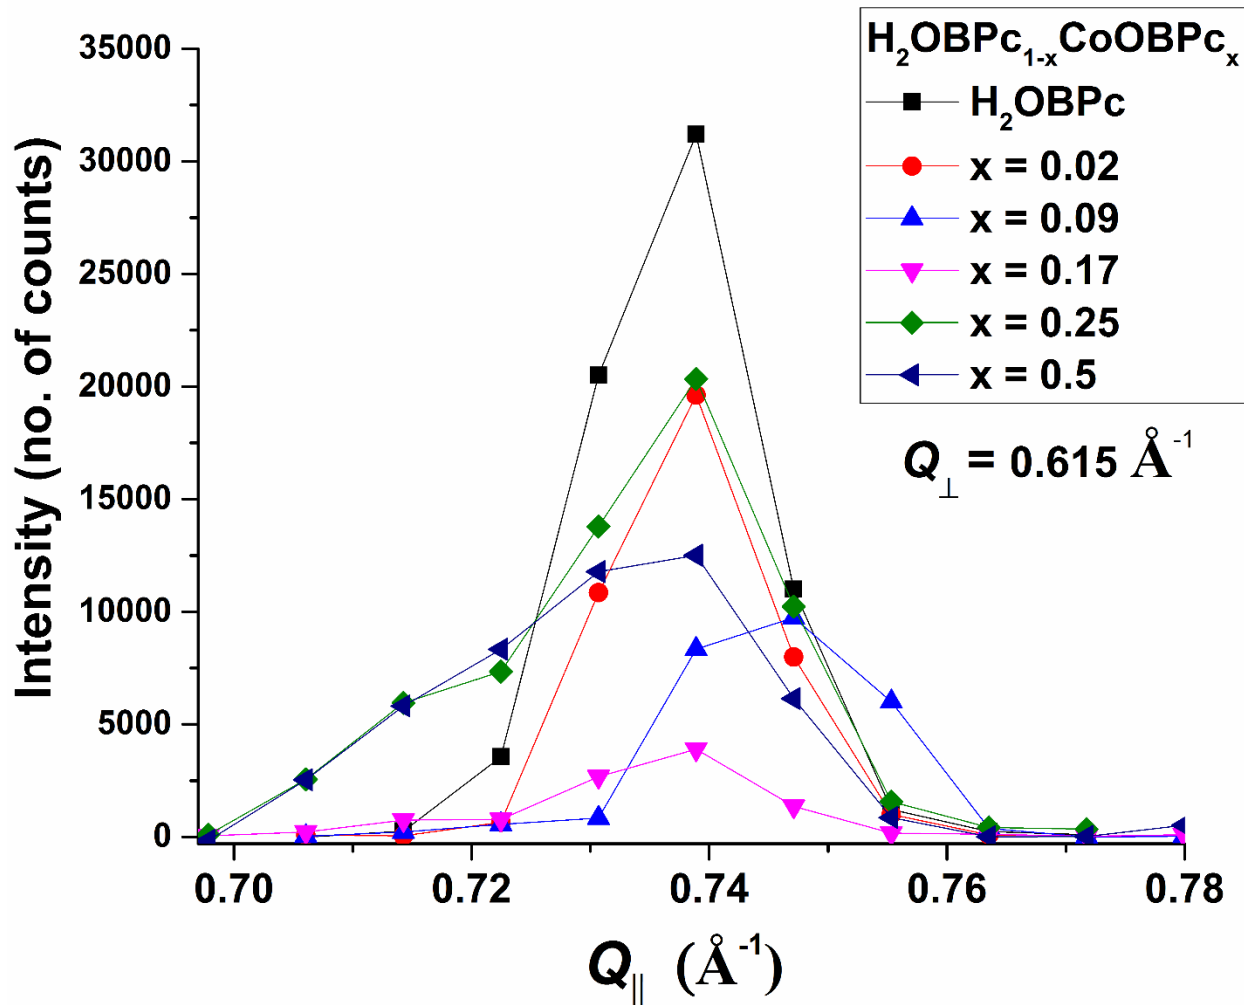 H₂OBPc₁₋ₓCoOBPcₓ
H₂OBPc
x = 0.02
x = 0.09
x = 0.17
x = 0.25
x = 0.5
Q⊥ = 0.615 Å⁻¹
Intensity (no. of counts)
35000
30000
25000
20000
15000
10000
5000
0
0.70 0.72 0.74 0.76 0.78
Q|| (Å⁻¹)